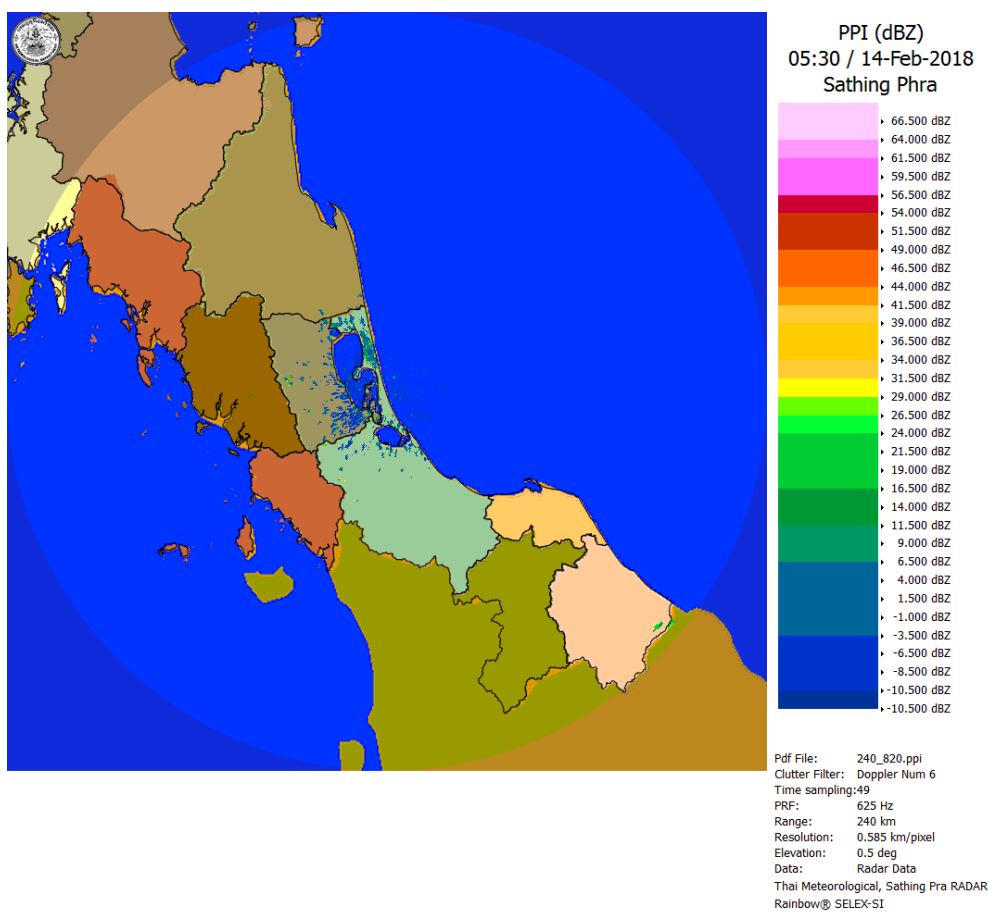 PPI (dBZ)
05:30 / 14-Feb-2018
Sathing Phra
66.500 dBZ
64.000 dBZ
61.500 dBZ
59.500 dBZ
56.500 dBZ
54.000 dBZ
51.500 dBZ
49.000 dBZ
46.500 dBZ
44.000 dBZ
41.500 dBZ
39.000 dBZ
36.500 dBZ
34.000 dBZ
31.500 dBZ
29.000 dBZ
26.500 dBZ
24.000 dBZ
21.500 dBZ
19.000 dBZ
16.500 dBZ
14.000 dBZ
11.500 dBZ
9.000 dBZ
6.500 dBZ
4.000 dBZ
1.500 dBZ
-1.000 dBZ
-3.500 dBZ
-6.500 dBZ
-8.500 dBZ
-10.500 dBZ
-10.500 dBZ
Pdf File: 240_820.ppi
Clutter Filter: Doppler Num 6
Time sampling:49
PRF: 625 Hz
Range: 240 km
Resolution: 0.585 km/pixel
Elevation: 0.5 deg
Data: Radar Data
Thai Meteorological, Sathing Pra RADAR
Rainbow® SELEX-SI